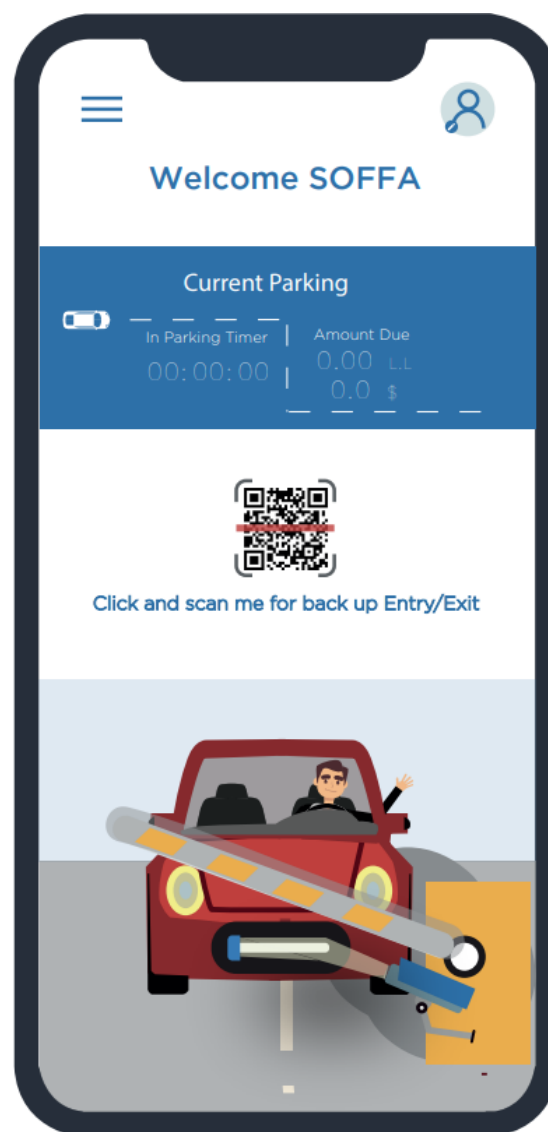 Welcome SOFFA
Current Parking
In Parking Timer
00:00:00
Amount Due
0.00 L.L
0.0 $
Click and scan me for back up Entry/Exit